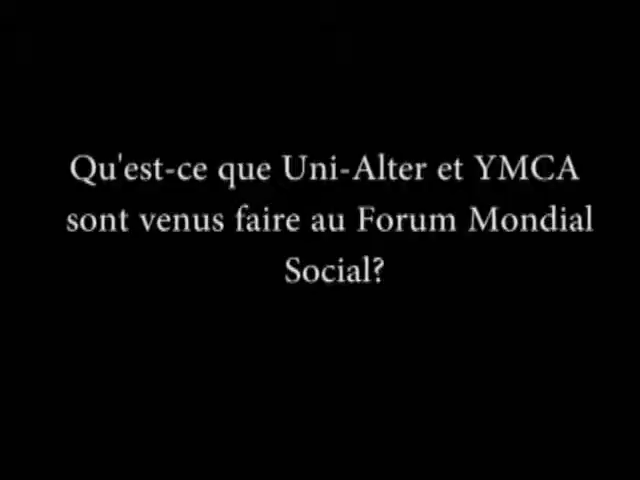 Qu'est-ce que Uni-Alter et YMCA
sont venus faire au Forum Mondial
Social?